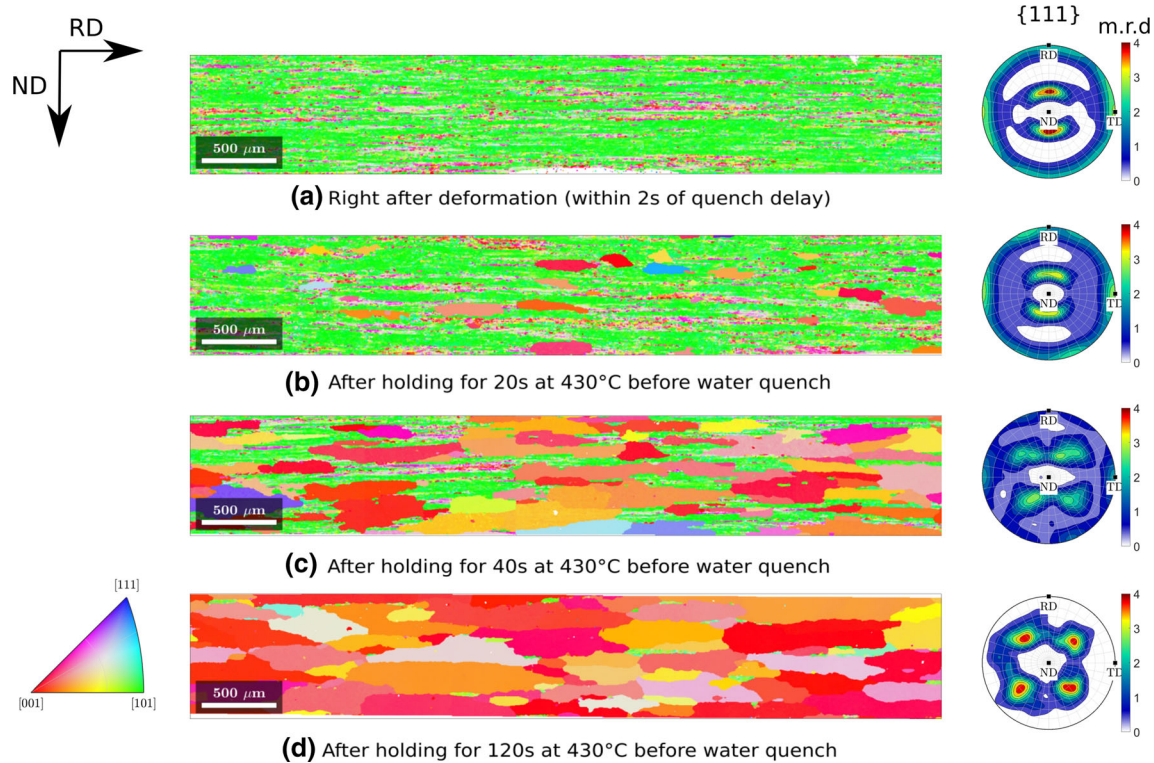 RD
ND
{111}
m.r.d
500 μm
RD
ND
TD
4
3
2
1
0
(a) Right after deformation (within 2s of quench delay)
500 μm
RD
ND
TD
4
3
2
1
0
(b) After holding for 20s at 430°C before water quench
500 μm
RD
ND
TD
4
3
2
1
0
(c) After holding for 40s at 430°C before water quench
[111]
[001]
[101]
500 μm
RD
ND
TD
4
3
2
1
0
(d) After holding for 120s at 430°C before water quench